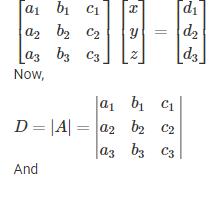 [a₁ b₁ c₁] [x] [d₁]
[a₂ b₂ c₂] [y] = [d₂]
[a₃ b₃ c₃] [z] [d₃]
Now,
|a₁ b₁ c₁|
D = |A| = |a₂ b₂ c₂|
|a₃ b₃ c₃|
And